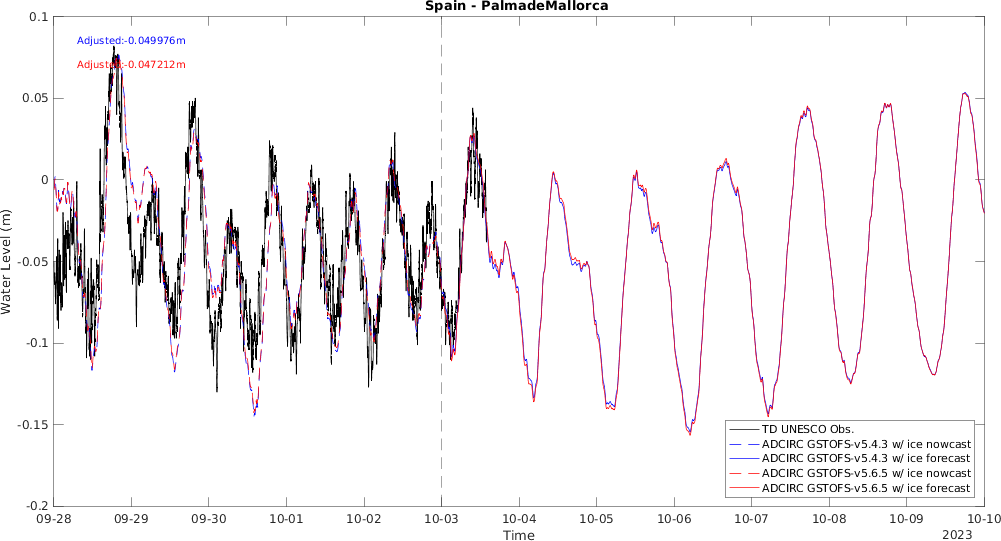 Spain - PalmadeMallorca
Adjusted:-0.049976m
Adjusted:-0.047212m
Water Level (m)
0.1
0.05
0
-0.05
-0.1
-0.15
-0.2
TD UNESCO Obs.
ADCIRC GSTOFS-v5.4.3 w/ ice nowcast
ADCIRC GSTOFS-v5.4.3 w/ ice forecast
ADCIRC GSTOFS-v5.6.5 w/ ice nowcast
ADCIRC GSTOFS-v5.6.5 w/ ice forecast
09-28 09-29 09-30 10-01 10-02 10-03 10-04 10-05 10-06 10-07 10-08 10-09 10-10
Time
2023